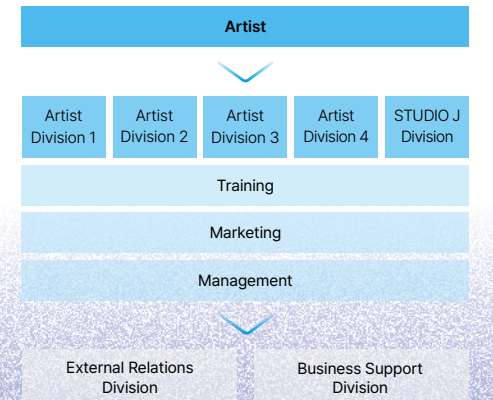 Artist
Artist
Division 1
Artist
Division 2
Artist
Division 3
Artist
Division 4
STUDIO J
Division
Training
Marketing
Management
External Relations
Division
Business Support
Division